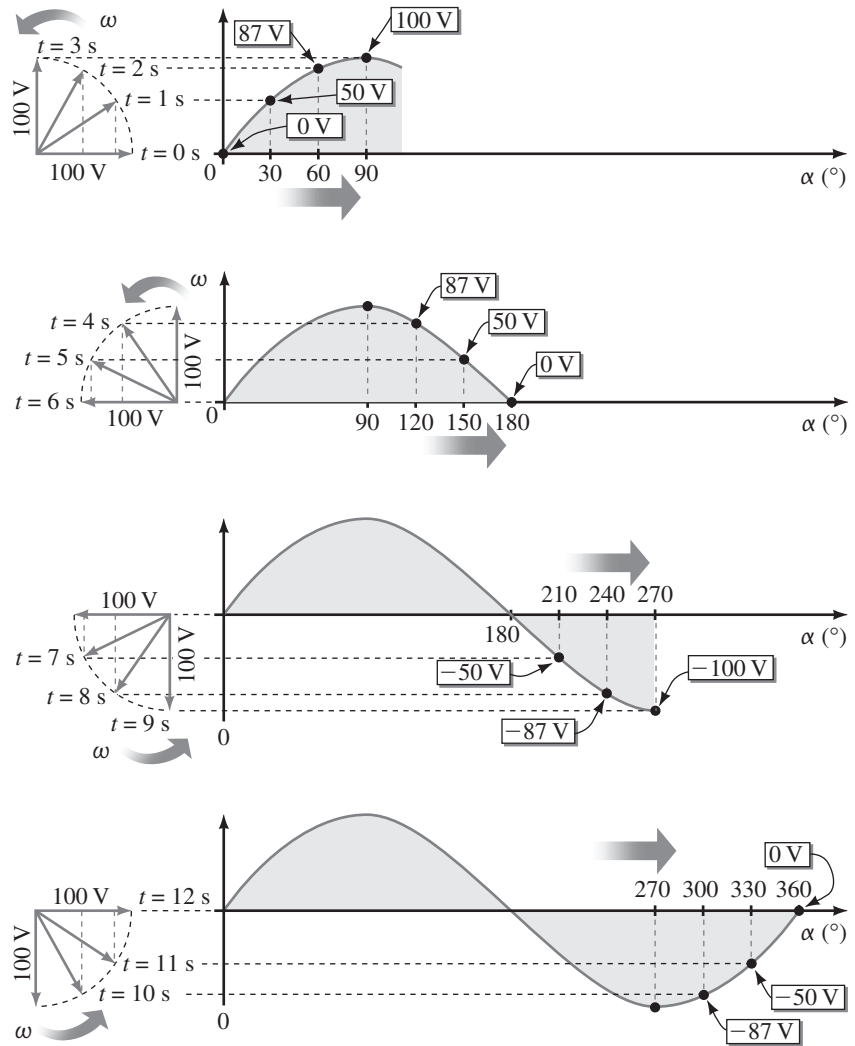 ω
t = 3 s
t = 2 s
t = 1 s
t = 0 s
100 V
100 V
87 V
100 V
50 V
0 V
0 30 60 90
α (°)
ω
t = 4 s
t = 5 s
t = 6 s
100 V
100 V
87 V
50 V
0 V
0 90 120 150 180
α (°)
100 V
100 V
t = 7 s
t = 8 s
t = 9 s
ω
210 240 270
180
α (°)
−50 V
−100 V
−87 V
0
100 V
t = 12 s
100 V
t = 11 s
t = 10 s
ω
0 V
270 300 330 360
α (°)
−50 V
−87 V
0